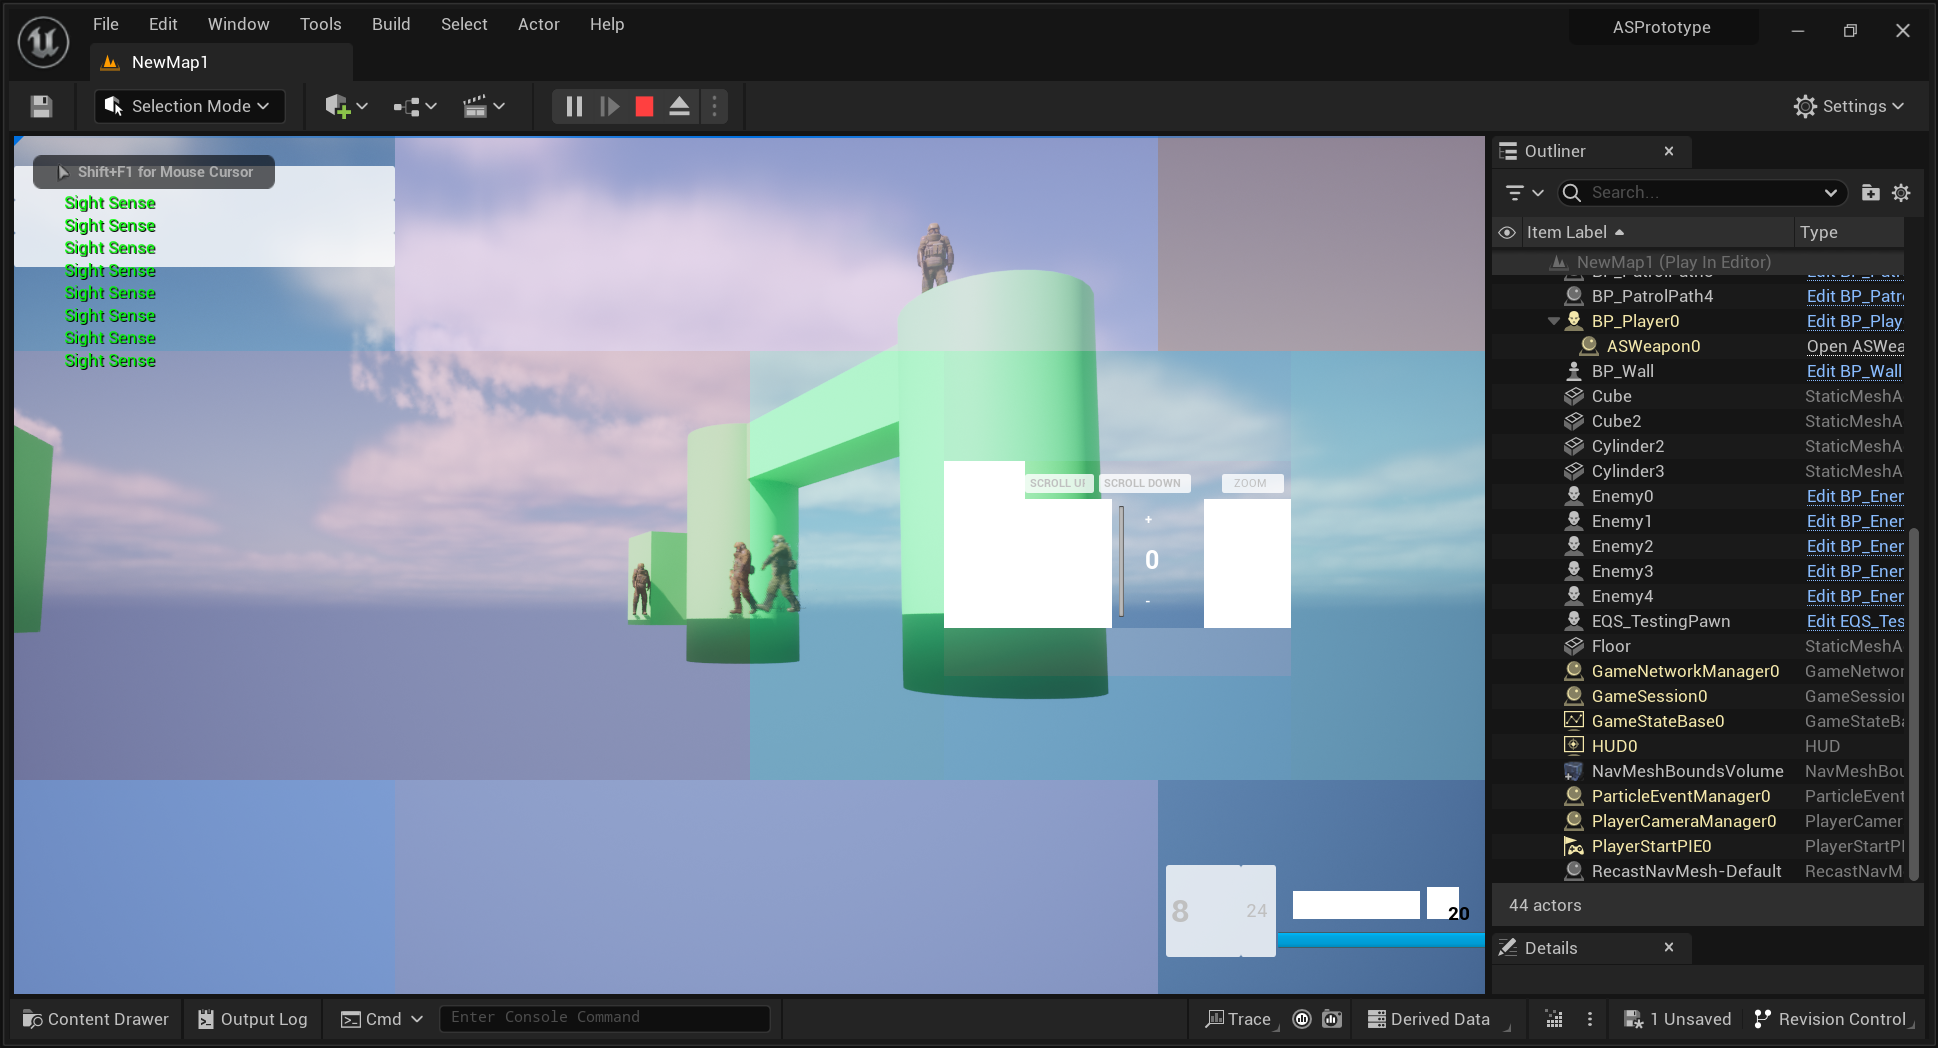 File Edit Window Tools Build Select Actor Help
ASPrototype
NewMap1
Selection Mode
Settings
Shift+F1 for Mouse Cursor
Sight Sense
Sight Sense
Sight Sense
Sight Sense
Sight Sense
Sight Sense
Sight Sense
Sight Sense
SCROLL UP SCROLL DOWN ZOOM
+
0
-
8 24
20
Outliner
Search...
Item Label Type
NewMap1 (Play In Editor)
BP_PatrolPath4 Edit BP_Patr
BP_Player0 Edit BP_Play
ASWeapon0 Open ASWea
BP_Wall Edit BP_Wall
Cube StaticMeshA
Cube2 StaticMeshA
Cylinder2 StaticMeshA
Cylinder3 StaticMeshA
Enemy0 Edit BP_Ener
Enemy1 Edit BP_Ener
Enemy2 Edit BP_Ener
Enemy3 Edit BP_Ener
Enemy4 Edit BP_Ener
EQS_TestingPawn Edit EQS_Tes
Floor StaticMeshA
GameNetworkManager0 GameNetwor
GameSession0 GameSession
GameStateBase0 GameStateBa
HUD0 HUD
NavMeshBoundsVolume NavMeshBou
ParticleEventManager0 ParticleEvent
PlayerCameraManager0 PlayerCamer
PlayerStartPIE0 PlayerStartPI
RecastNavMesh-Default RecastNavM
44 actors
Details
Content Drawer Output Log Cmd Enter Console Command Trace Derived Data 1 Unsaved Revision Control